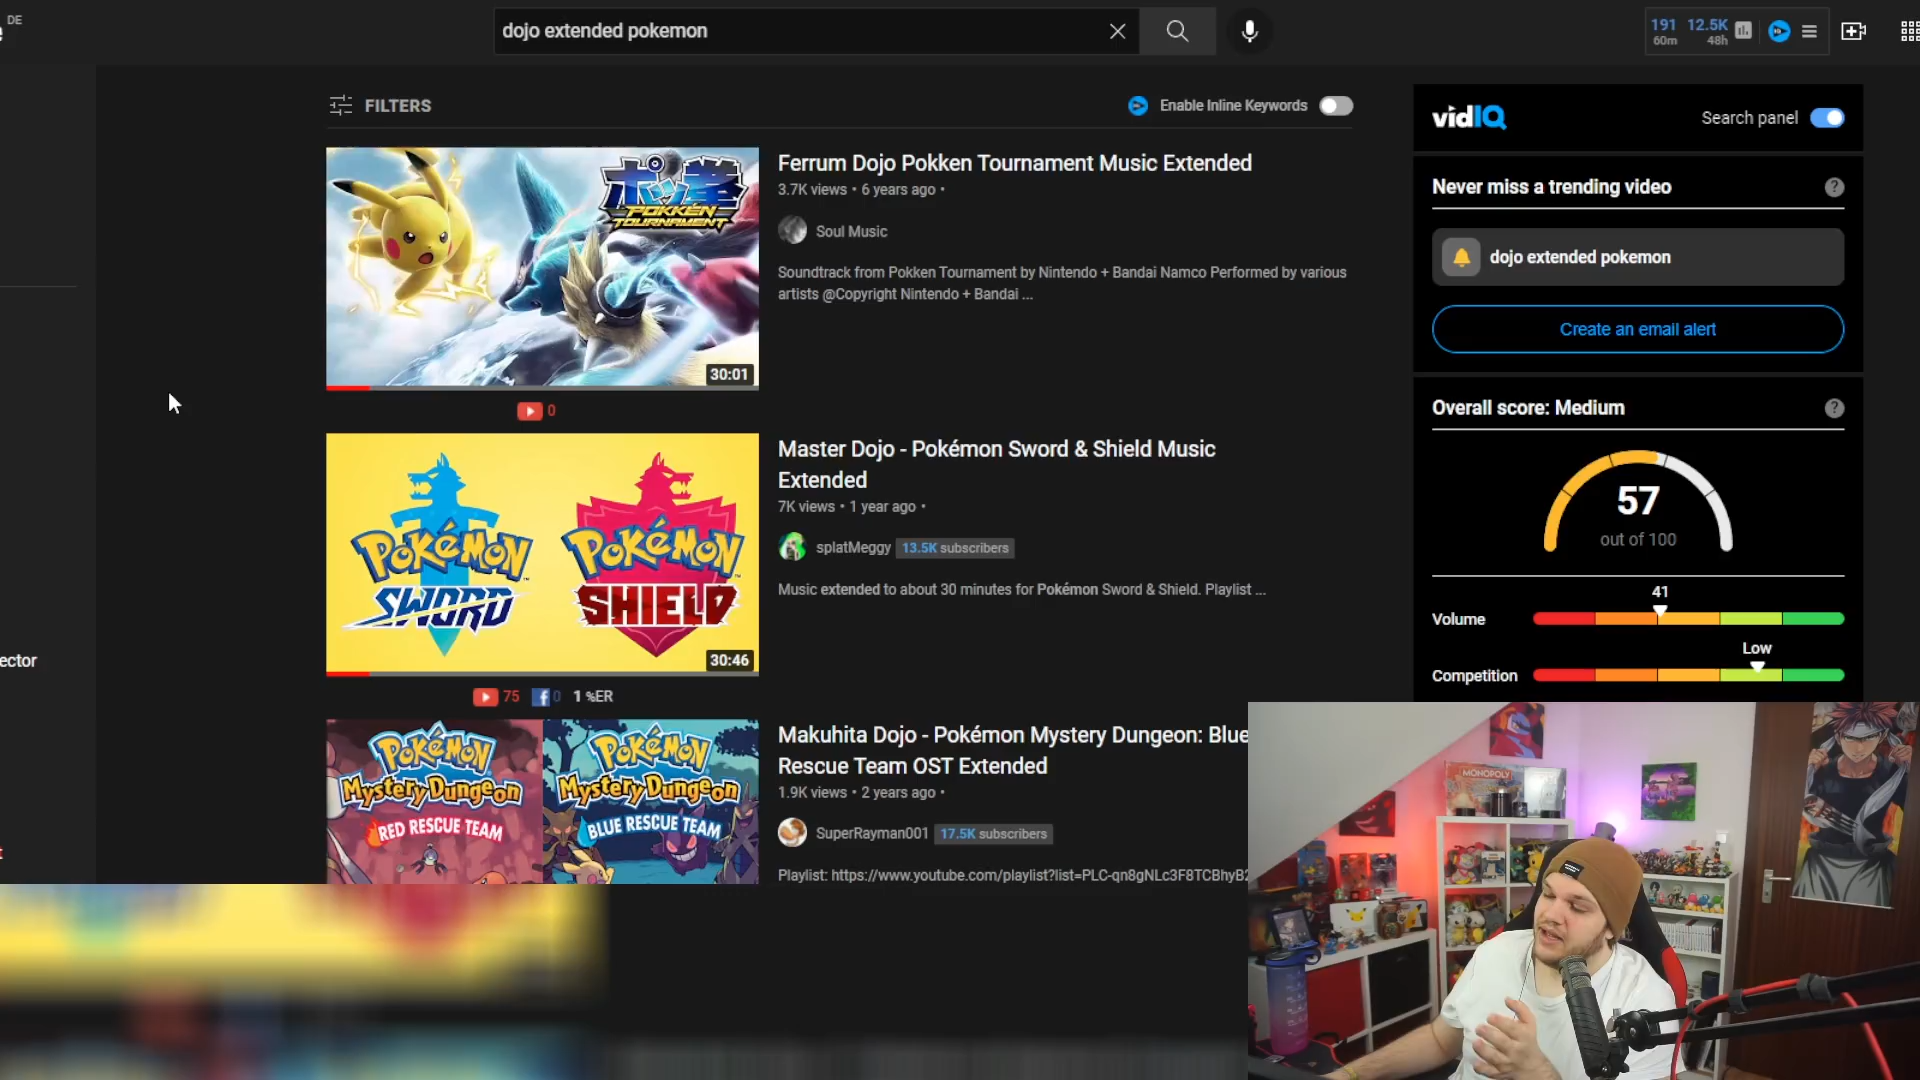 DE
dojo extended pokemon
191
60m
12.5K
48h
FILTERS
Enable Inline Keywords
ポッ拳
POKKÉN
TOURNAMENT
30:01
0
Ferrum Dojo Pokken Tournament Music Extended
3.7K views • 6 years ago •
Soul Music
Soundtrack from Pokken Tournament by Nintendo + Bandai Namco Performed by various
artists @Copyright Nintendo + Bandai ...
POKéMON
SWORD
POKéMON
SHIELD
30:46
75
0
1 %ER
Master Dojo - Pokémon Sword & Shield Music
Extended
7K views • 1 year ago •
splatMeggy
13.5K subscribers
Music extended to about 30 minutes for Pokémon Sword & Shield. Playlist ...
POKéMON
Mystery Dungeon
RED RESCUE TEAM
POKéMON
Mystery Dungeon
BLUE RESCUE TEAM
Makuhita Dojo - Pokémon Mystery Dungeon: Blue
Rescue Team OST Extended
1.9K views • 2 years ago •
SuperRayman001
17.5K subscribers
Playlist: https://www.youtube.com/playlist?list=PLC-qn8gNLc3F8TCBhyB2
vidIQ
Search panel
Never miss a trending video
?
dojo extended pokemon
Create an email alert
Overall score: Medium
?
57
out of 100
41
Volume
Low
Competition
ector
MONOPOLY